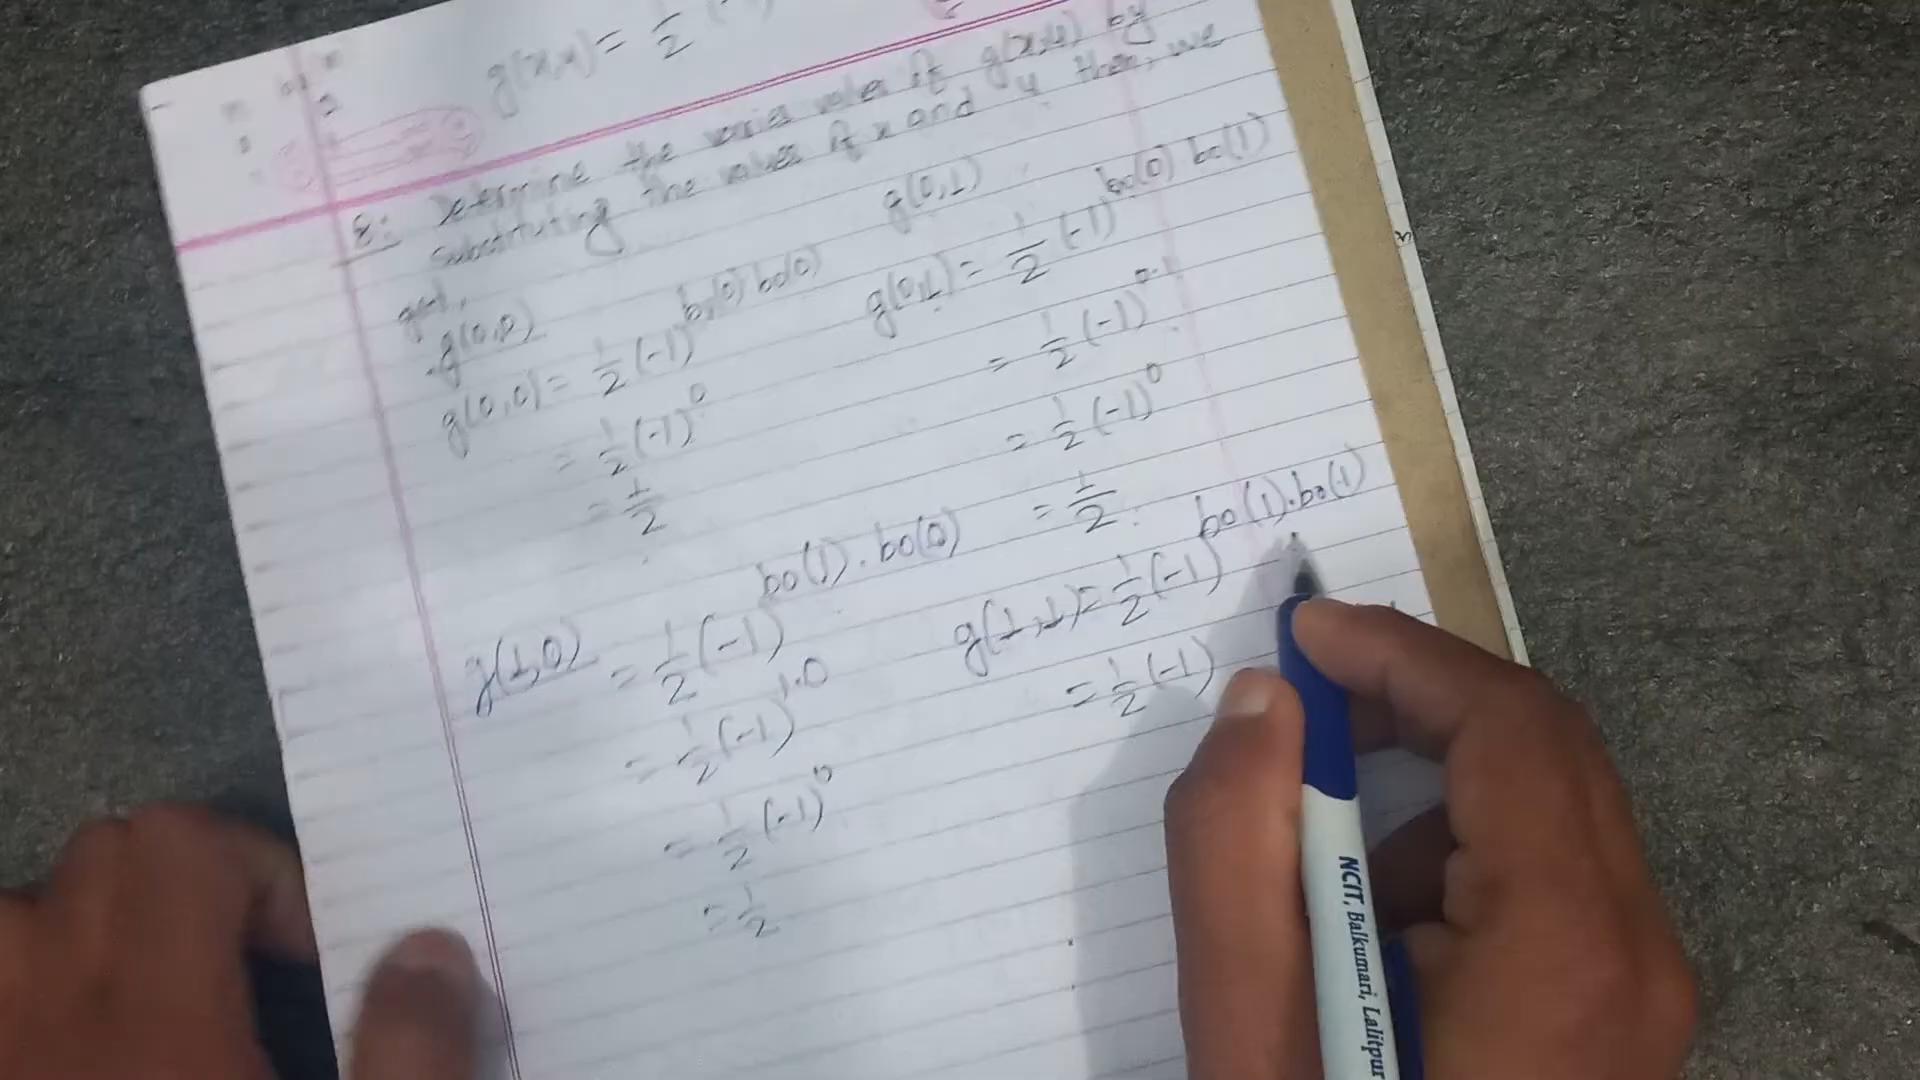 g(x,u) = 1/2 (-1
8: Determine the varies values of g(x,u) by
substituting the values of x and u then, we
get,
g(0,0)
g(0,0) = 1/2 (-1)^b0(0) b0(0)
= 1/2 (-1)^0
= 1/2
g(0,1)
g(0,1) = 1/2 (-1)^b0(0) b0(1)
= 1/2 (-1)^0.1
= 1/2 (-1)^0
= 1/2
g(1,0) = 1/2 (-1)^b0(1).b0(0)
= 1/2 (-1)^1.0
= 1/2 (-1)^0
= 1/2
g(1,1) = 1/2 (-1)^b0(1).b0(1)
= 1/2 (-1)
NCIT, Balkumari, Lalitpur